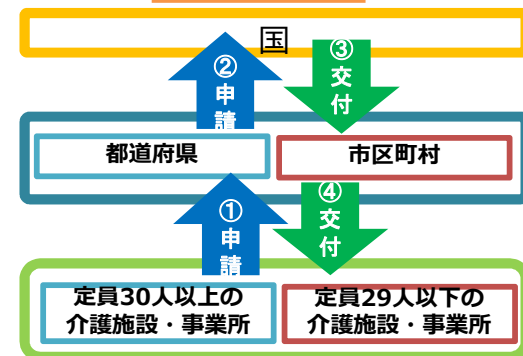 国
②申請
③交付
都道府県
市区町村
①申請
④交付
定員30人以上の
介護施設・事業所
定員29人以下の
介護施設・事業所